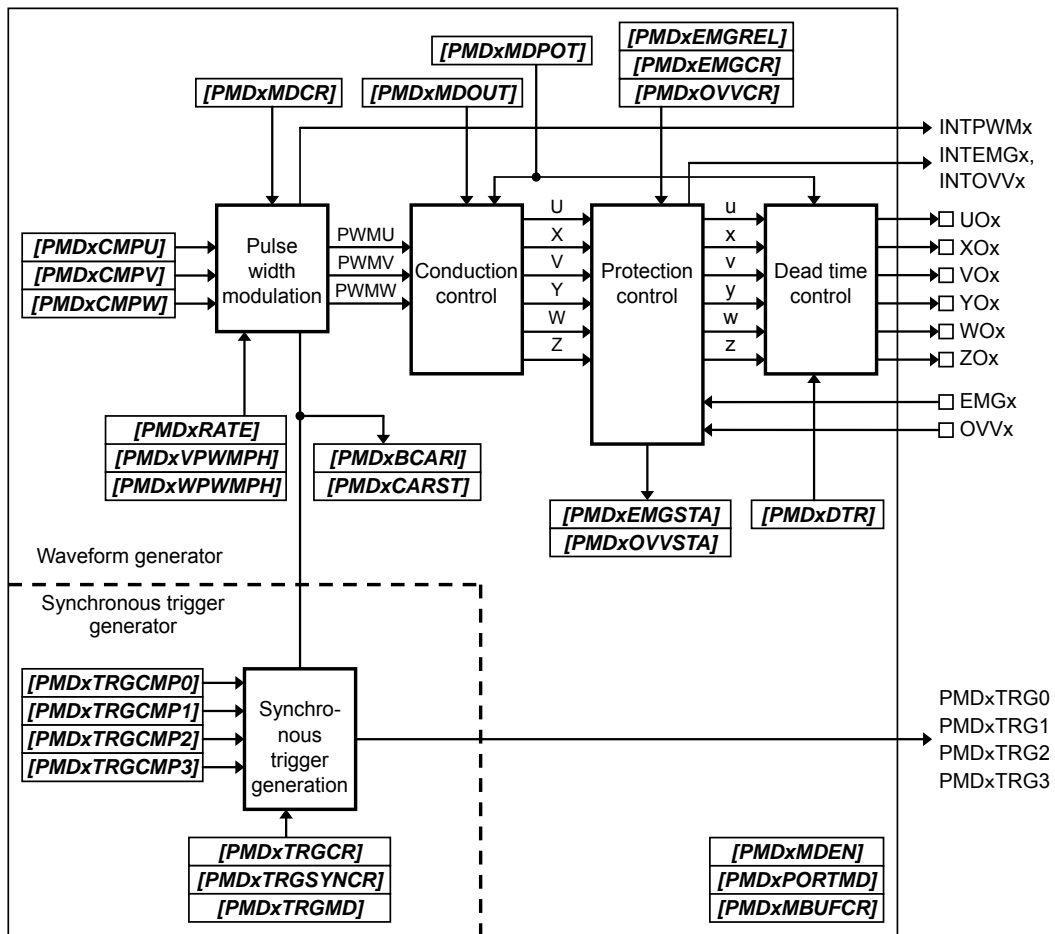 [PMDxEMGREL]
[PMDxMDPOT]
[PMDxEMGCR]
[PMDxMDCR]
[PMDxMDOUT]
[PMDxOVVCR]
INTPWMx
INTEMGx,
INTOVVx
[PMDxCMPU]
[PMDxCMPV]
[PMDxCMPW]
Pulse
width
modulation
PWMU
PWMV
PWMW
Conduction
control
U
X
V
Y
W
Z
Protection
control
u
x
v
y
w
z
Dead time
control
UOx
XOx
VOx
YOx
WOx
ZOx
EMGx
OVVx
[PMDxRATE]
[PMDxVPWMPH]
[PMDxWPWMPH]
[PMDxBCARI]
[PMDxCARST]
[PMDxEMGSTA]
[PMDxOVVSTA]
[PMDxDTR]
Waveform generator
Synchronous trigger
generator
[PMDxTRGCMP0]
[PMDxTRGCMP1]
[PMDxTRGCMP2]
[PMDxTRGCMP3]
Synchro-
nous
trigger
generation
PMDxTRG0
PMDxTRG1
PMDxTRG2
PMDxTRG3
[PMDxTRGCR]
[PMDxTRGSYNCR]
[PMDxTRGMD]
[PMDxMDEN]
[PMDxPORTMD]
[PMDxMBUFCR]